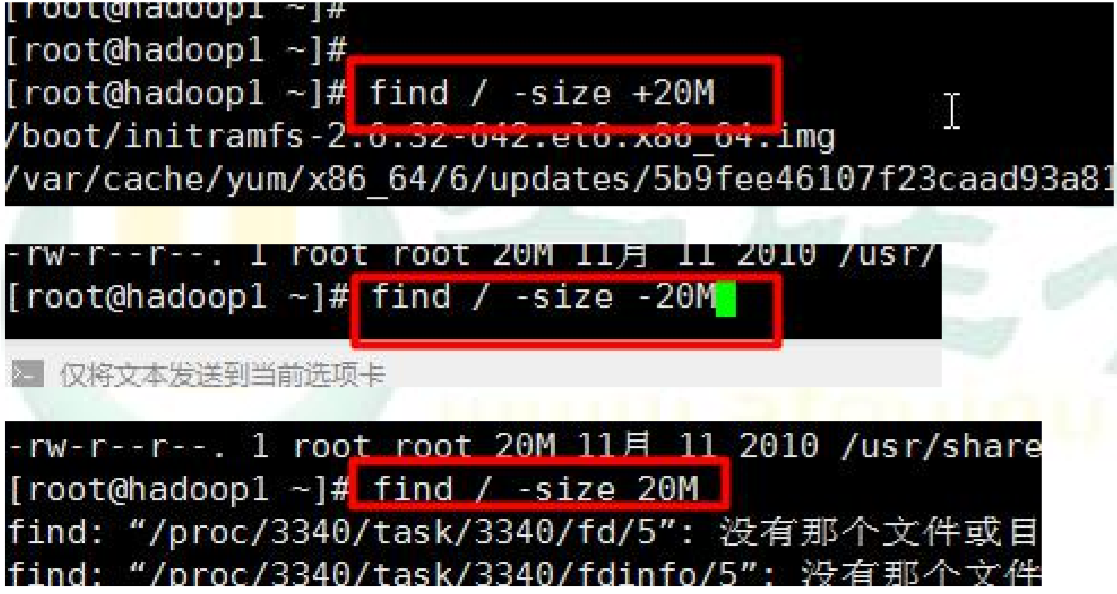 [root@hadoop1 ~]#
[root@hadoop1 ~]#
[root@hadoop1 ~]# find / -size +20M
/boot/initramfs-2.6.32-642.el6.x86_64.img
/var/cache/yum/x86_64/6/updates/5b9fee46107f23caad93a81
-rw-r--r--. 1 root root 20M 11月 11 2010 /usr/
[root@hadoop1 ~]# find / -size -20M
仅将文本发送到当前选项卡
-rw-r--r--. 1 root root 20M 11月 11 2010 /usr/share
[root@hadoop1 ~]# find / -size 20M
find: “/proc/3340/task/3340/fd/5”: 没有那个文件或目
find: “/proc/3340/task/3340/fdinfo/5”: 没有那个文件